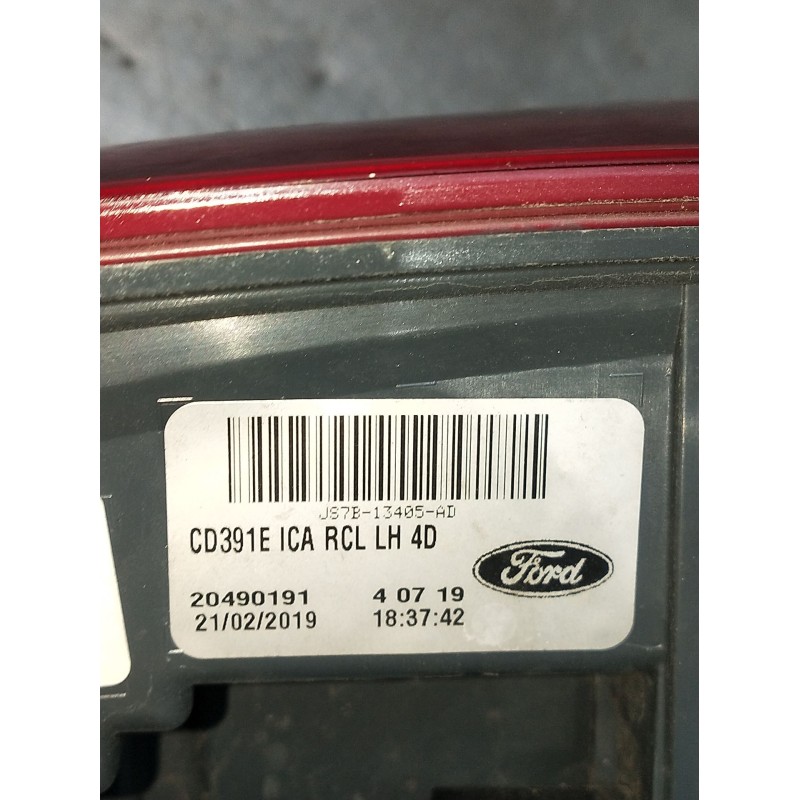 JS7B-13405-AD
CD391E ICA RCL LH 4D
Ford
20490191 4 07 19
21/02/2019 18:37:42